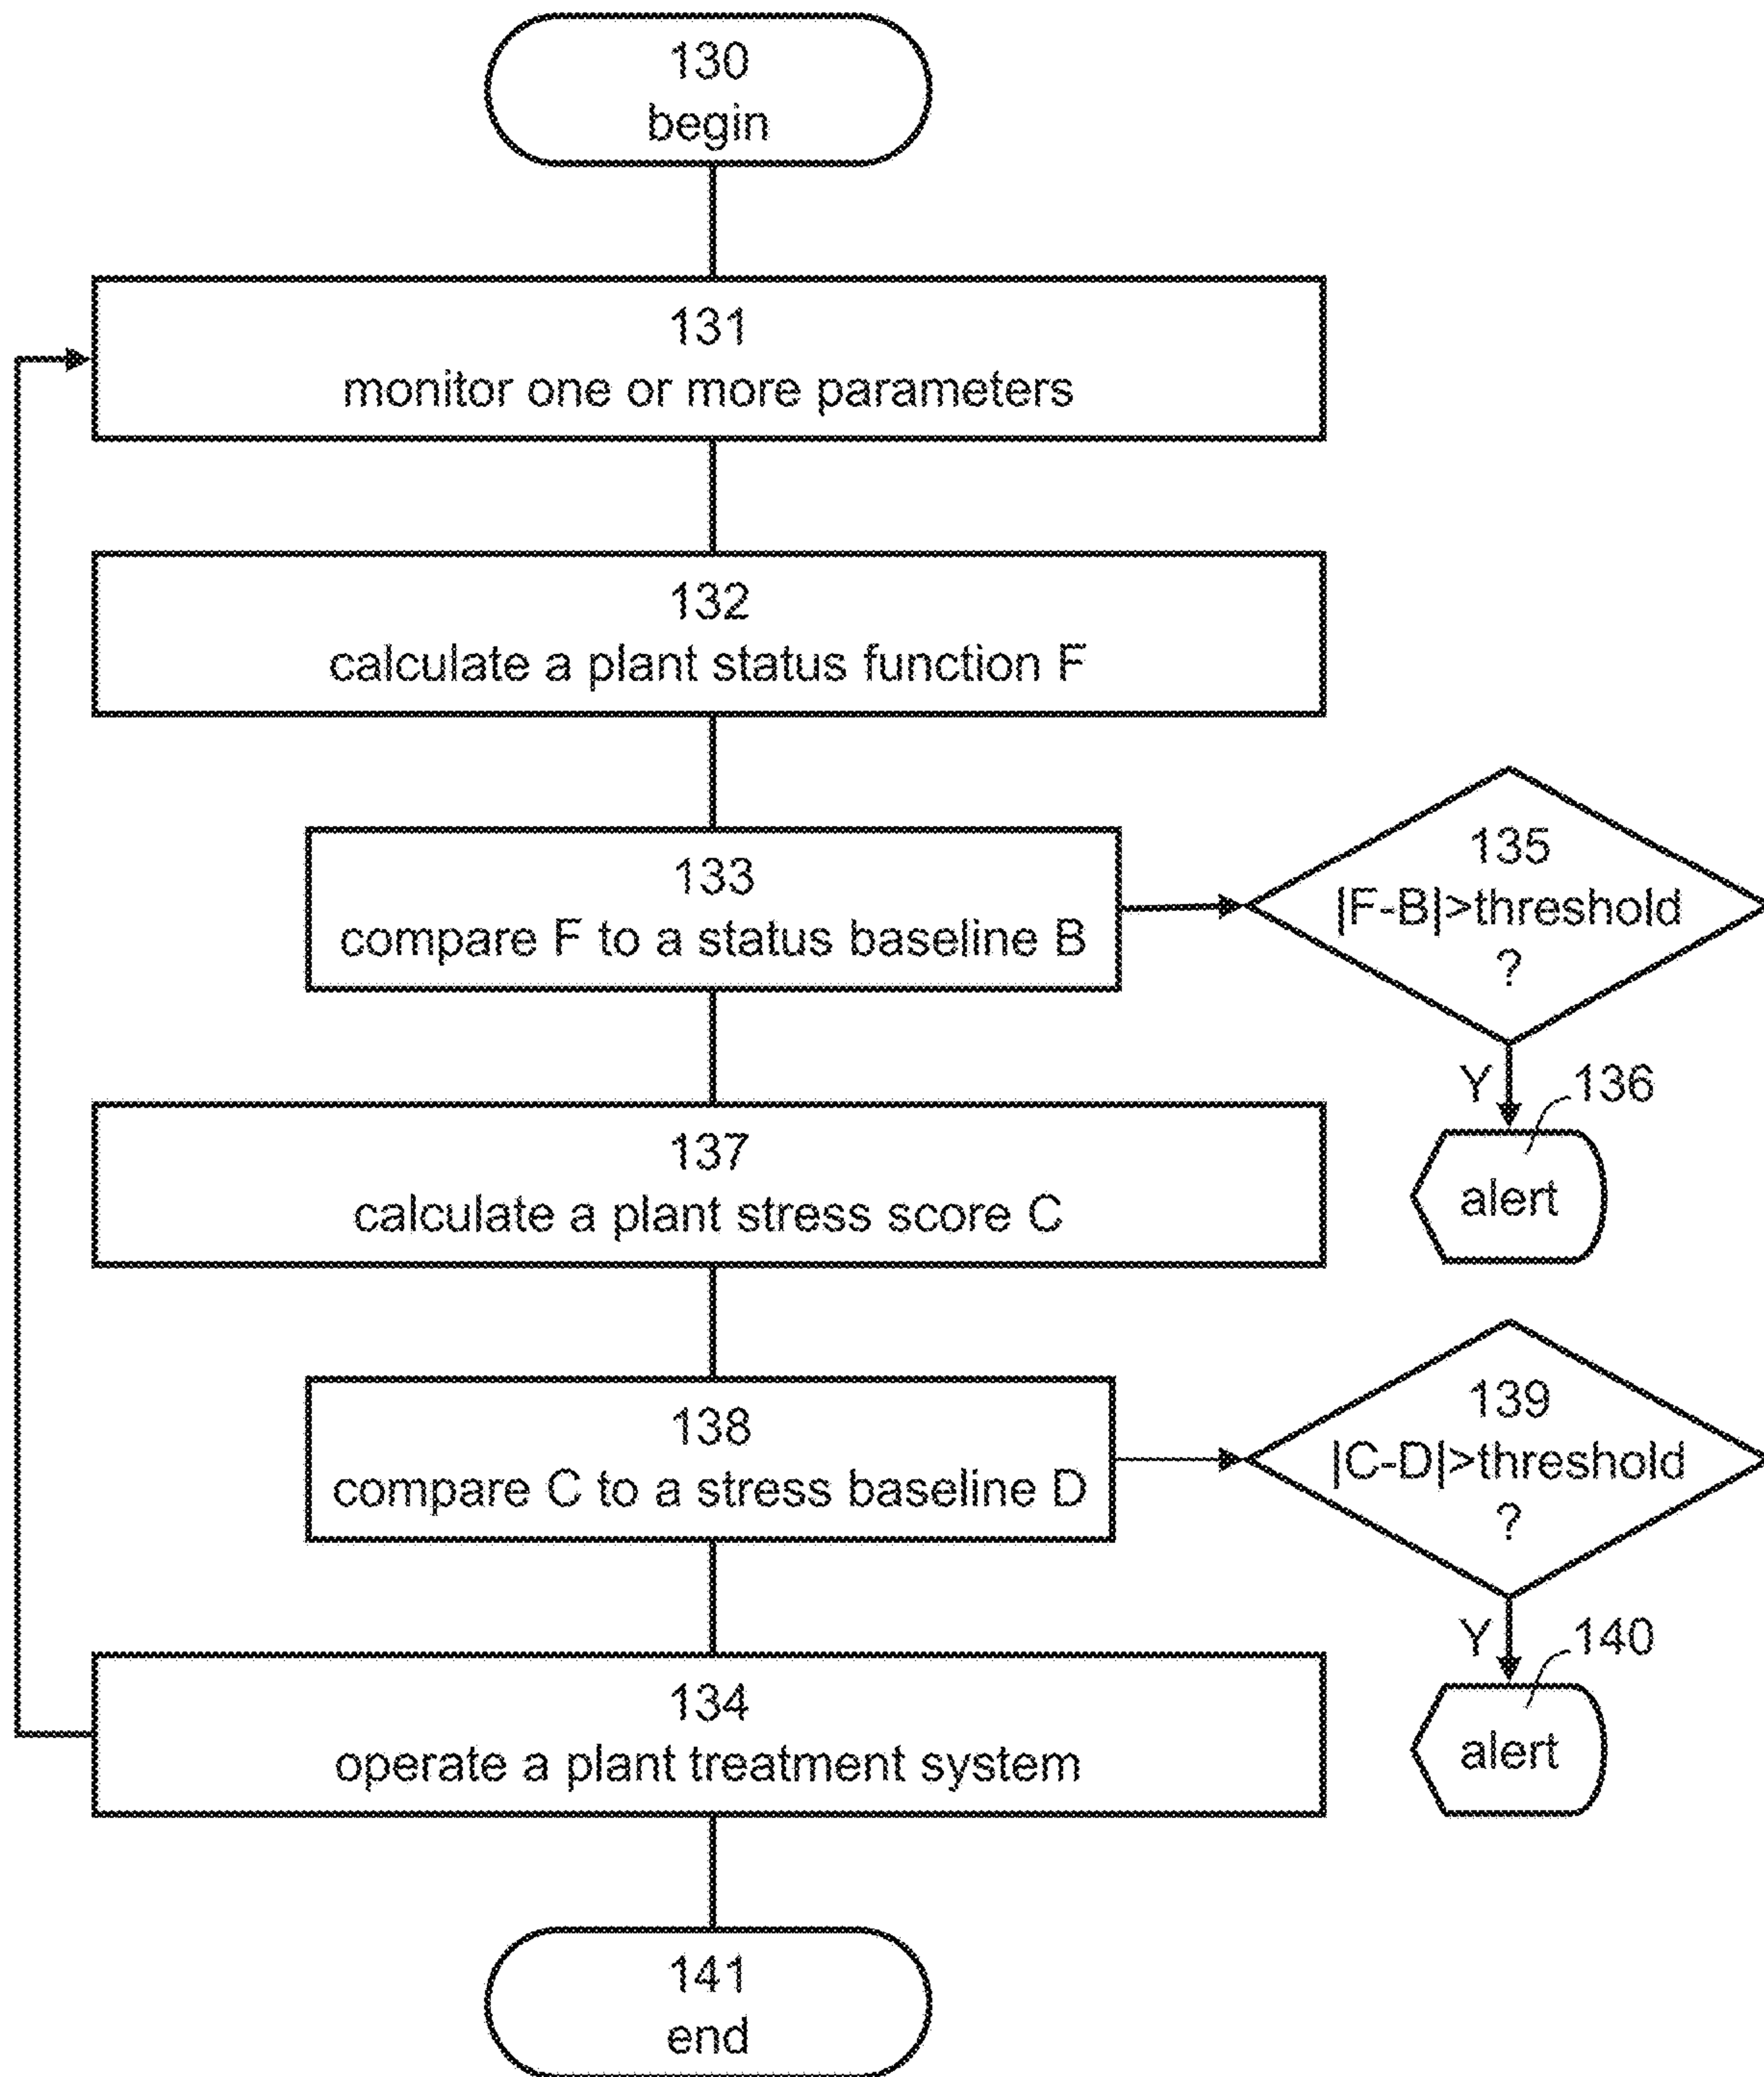 130
begin
131
monitor one or more parameters
132
calculate a plant status function F
133
compare F to a status baseline B
135
|F-B|>threshold
?
Y
136
alert
137
calculate a plant stress score C
138
compare C to a stress baseline D
139
|C-D|>threshold
?
Y
140
alert
134
operate a plant treatment system
141
end